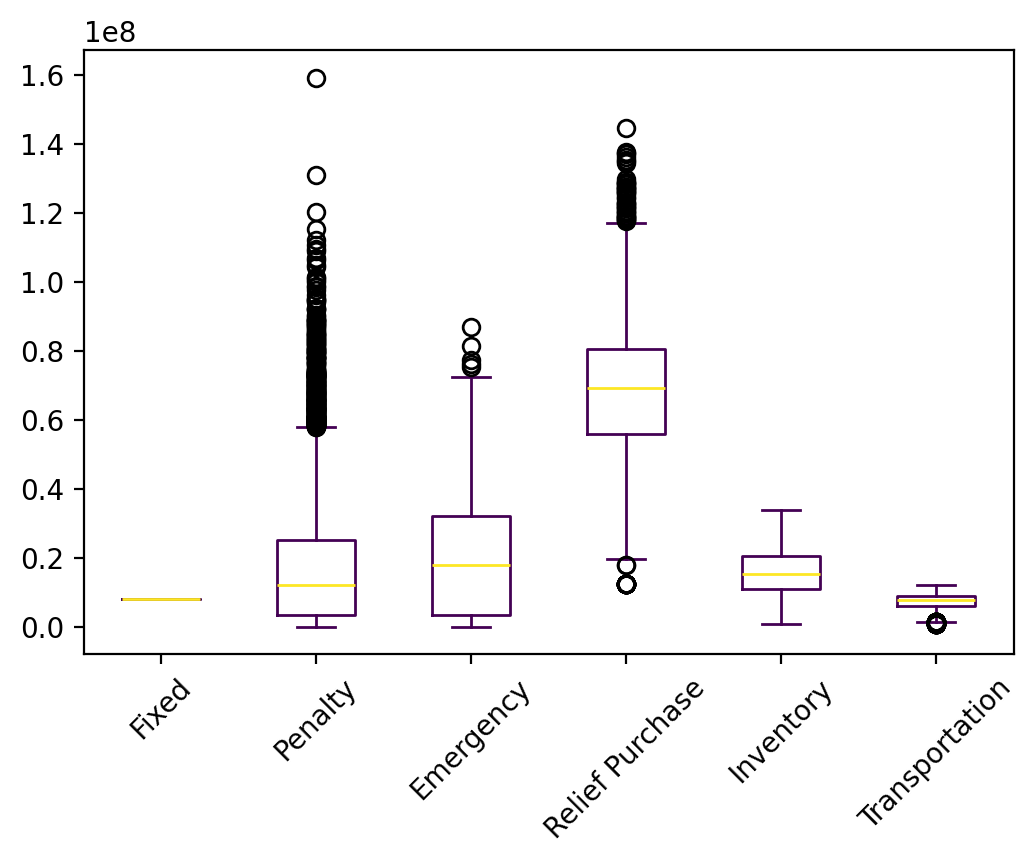 1e8
1.6
1.4
1.2
1.0
0.8
0.6
0.4
0.2
0.0
Fixed
Penalty
Emergency
Relief Purchase
Inventory
Transportation